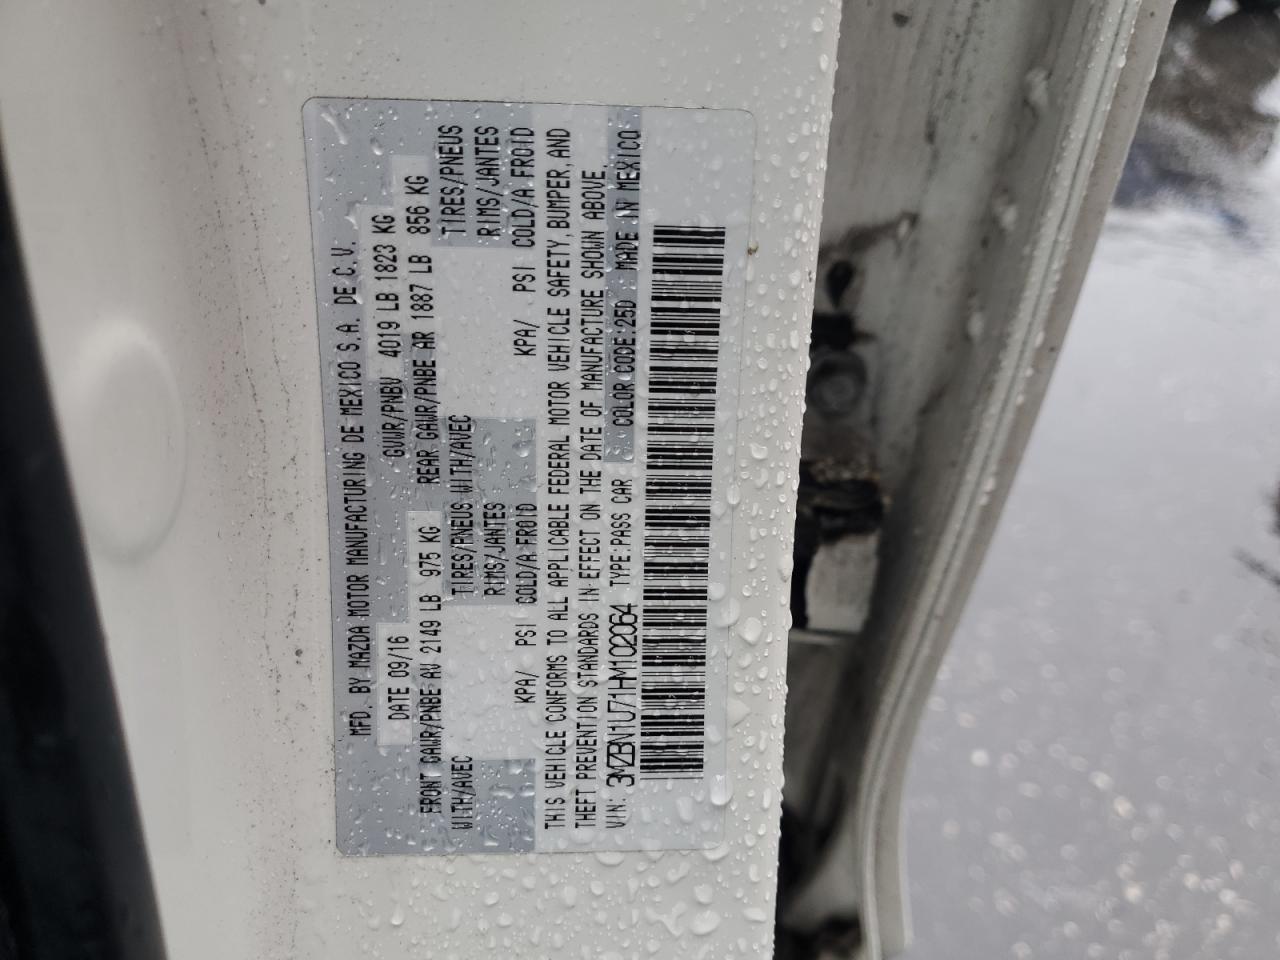 MFD. BY MAZDA MOTOR MANUFACTURING DE MEXICO S.A. DE C.V.
DATE 09/16 GVWR/PNBV 4019 LB 1823 KG
FRONT GAWR/PNBE AV 2149 LB 975 KG REAR GAWR/PNBE AR 1887 LB 856 KG
WITH/AVEC TIRES/PNEUS WITH/AVEC TIRES/PNEUS
RIMS/JANTES RIMS/JANTES
KPA/ PSI COLD/A FROID KPA/ PSI COLD/A FROID
THIS VEHICLE CONFORMS TO ALL APPLICABLE FEDERAL MOTOR VEHICLE SAFETY, BUMPER, AND
THEFT PREVENTION STANDARDS IN EFFECT ON THE DATE OF MANUFACTURE SHOWN ABOVE.
VIN: 3MZBN1U71HM102064 TYPE:PASS CAR COLOR CODE:25D MADE IN MEXICO